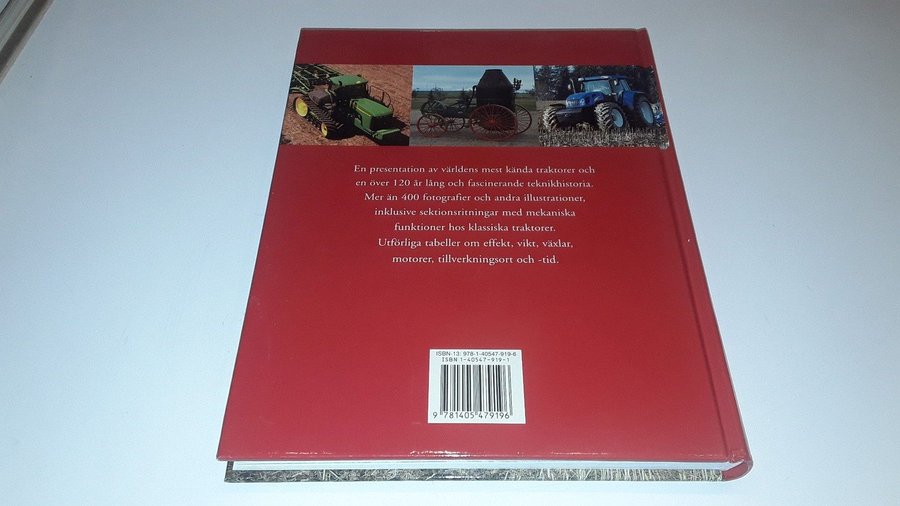 En presentation av världens mest kända traktorer och
en över 120 år lång och fascinerande teknikhistoria.
Mer än 400 fotografier och andra illustrationer,
inklusive sektionsritningar med mekaniska
funktioner hos klassiska traktorer.
Utförliga tabeller om effekt, vikt, växlar,
motorer, tillverkningsort och -tid.
ISBN-13: 978-1-40547-919-6
ISBN 1-40547-919-1
9 781405 479196